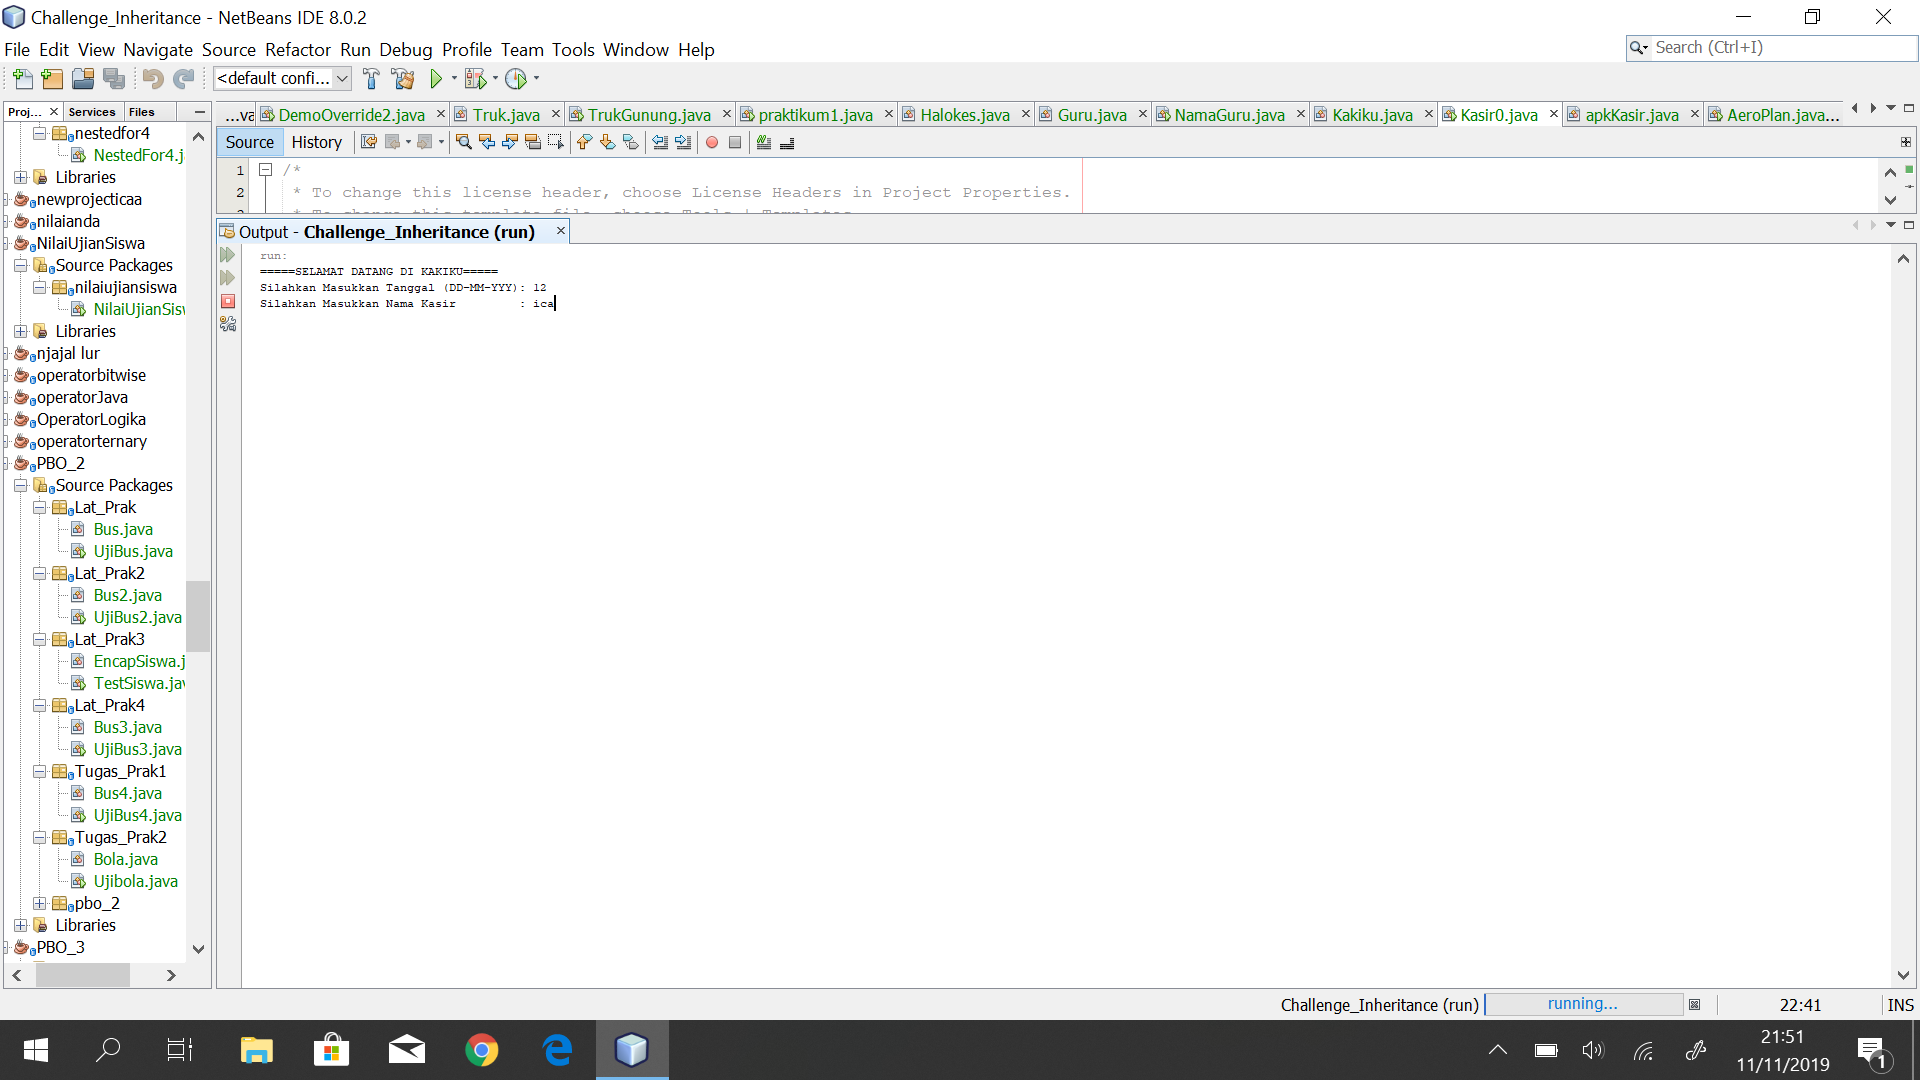 Challenge_Inheritance - NetBeans IDE 8.0.2
File Edit View Navigate Source Refactor Run Debug Profile Team Tools Window Help
Search (Ctrl+I)
<default confi...
Proj... Services Files
...va DemoOverride2.java Truk.java TrukGunung.java praktikum1.java Halokes.java Guru.java NamaGuru.java Kakiku.java Kasir0.java apkKasir.java AeroPlan.java...
Source History
1 /*
2 * To change this license header, choose License Headers in Project Properties.
Output - Challenge_Inheritance (run)
run:
=====SELAMAT DATANG DI KAKIKU=====
Silahkan Masukkan Tanggal (DD-MM-YYY): 12
Silahkan Masukkan Nama Kasir : ica
nestedfor4
NestedFor4.j
Libraries
newprojecticaa
nilaianda
NilaiUjianSiswa
Source Packages
nilaiujiansiswa
NilaiUjianSisw
Libraries
njajal lur
operatorbitwise
operatorJava
OperatorLogika
operatorternary
PBO_2
Source Packages
Lat_Prak
Bus.java
UjiBus.java
Lat_Prak2
Bus2.java
UjiBus2.java
Lat_Prak3
EncapSiswa.j
TestSiswa.jav
Lat_Prak4
Bus3.java
UjiBus3.java
Tugas_Prak1
Bus4.java
UjiBus4.java
Tugas_Prak2
Bola.java
Ujibola.java
pbo_2
Libraries
PBO_3
Challenge_Inheritance (run) running... 22:41 INS
21:51
11/11/2019
1